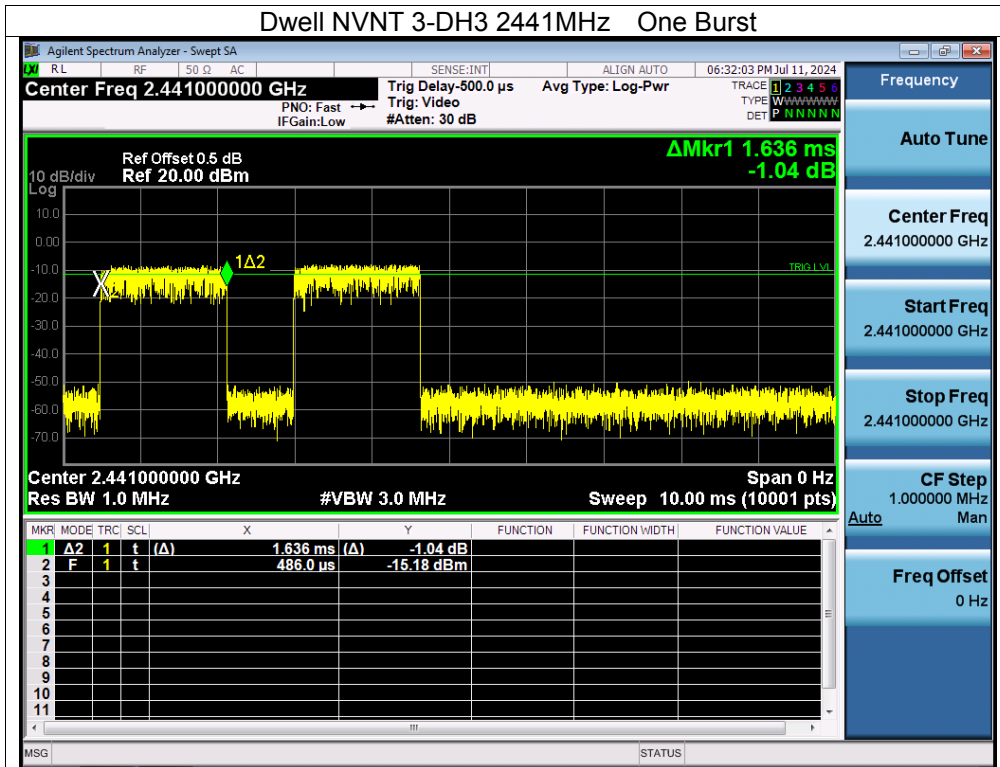 Dwell NVNT 3-DH3 2441MHz One Burst
Agilent Spectrum Analyzer - Swept SA
LXI RL RF 50 Ω AC SENSE:INT ALIGN AUTO 06:32:03 PM Jul 11, 2024
Center Freq 2.441000000 GHz
PNO: Fast
IFGain:Low
Trig Delay-500.0 µs
Trig: Video
#Atten: 30 dB
Avg Type: Log-Pwr
TRACE 1 2 3 4 5 6
TYPE WWWWWW
DET P N N N N N
ΔMkr1 1.636 ms
-1.04 dB
Ref Offset 0.5 dB
10 dB/div Ref 20.00 dBm
Log
10.0
0.00
-10.0
-20.0
-30.0
-40.0
-50.0
-60.0
-70.0
1Δ2
TRIG LVL
Center 2.441000000 GHz Span 0 Hz
Res BW 1.0 MHz #VBW 3.0 MHz Sweep 10.00 ms (10001 pts)
MKR MODE TRC SCL X Y FUNCTION FUNCTION WIDTH FUNCTION VALUE
1 Δ2 1 t (Δ) 1.636 ms (Δ) -1.04 dB
2 F 1 t 486.0 µs -15.18 dBm
3
4
5
6
7
8
9
10
11
MSG STATUS
Frequency
Auto Tune
Center Freq
2.441000000 GHz
Start Freq
2.441000000 GHz
Stop Freq
2.441000000 GHz
CF Step
1.000000 MHz
Auto Man
Freq Offset
0 Hz